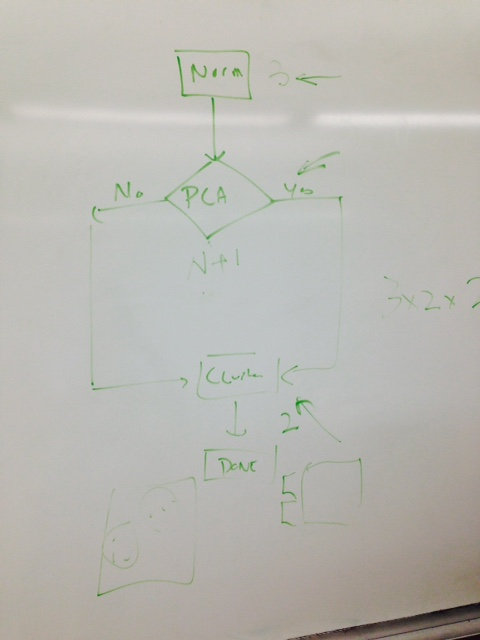 Norm 3
No PCA Yes
N+1
3x2x2
Cluster
2
DONE